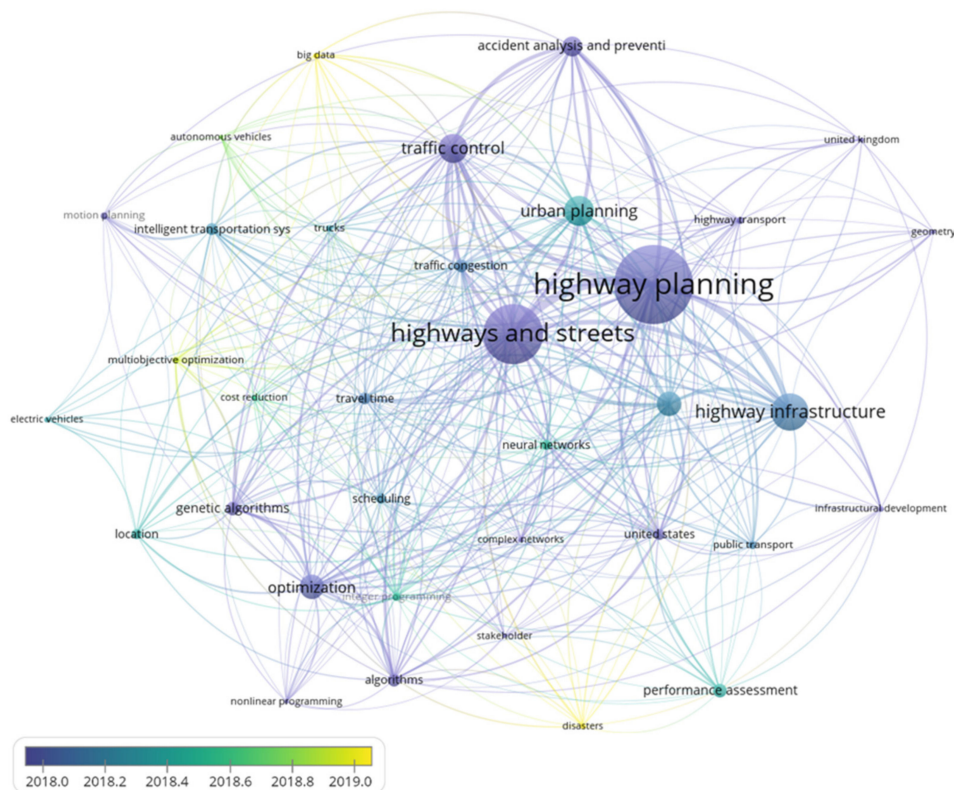 accident analysis and preventi
big data
autonomous vehicles
united kingdom
traffic control
motion planning
urban planning
highway transport
intelligent transportation sys
trucks
geometry
traffic congestion
highway planning
highways and streets
multiobjective optimization
cost reduction
travel time
highway infrastructure
electric vehicles
neural networks
scheduling
genetic algorithms
infrastructural development
location
complex networks
united states
public transport
optimization
integer programming
stakeholder
algorithms
performance assessment
nonlinear programming
disasters
2018.0 2018.2 2018.4 2018.6 2018.8 2019.0